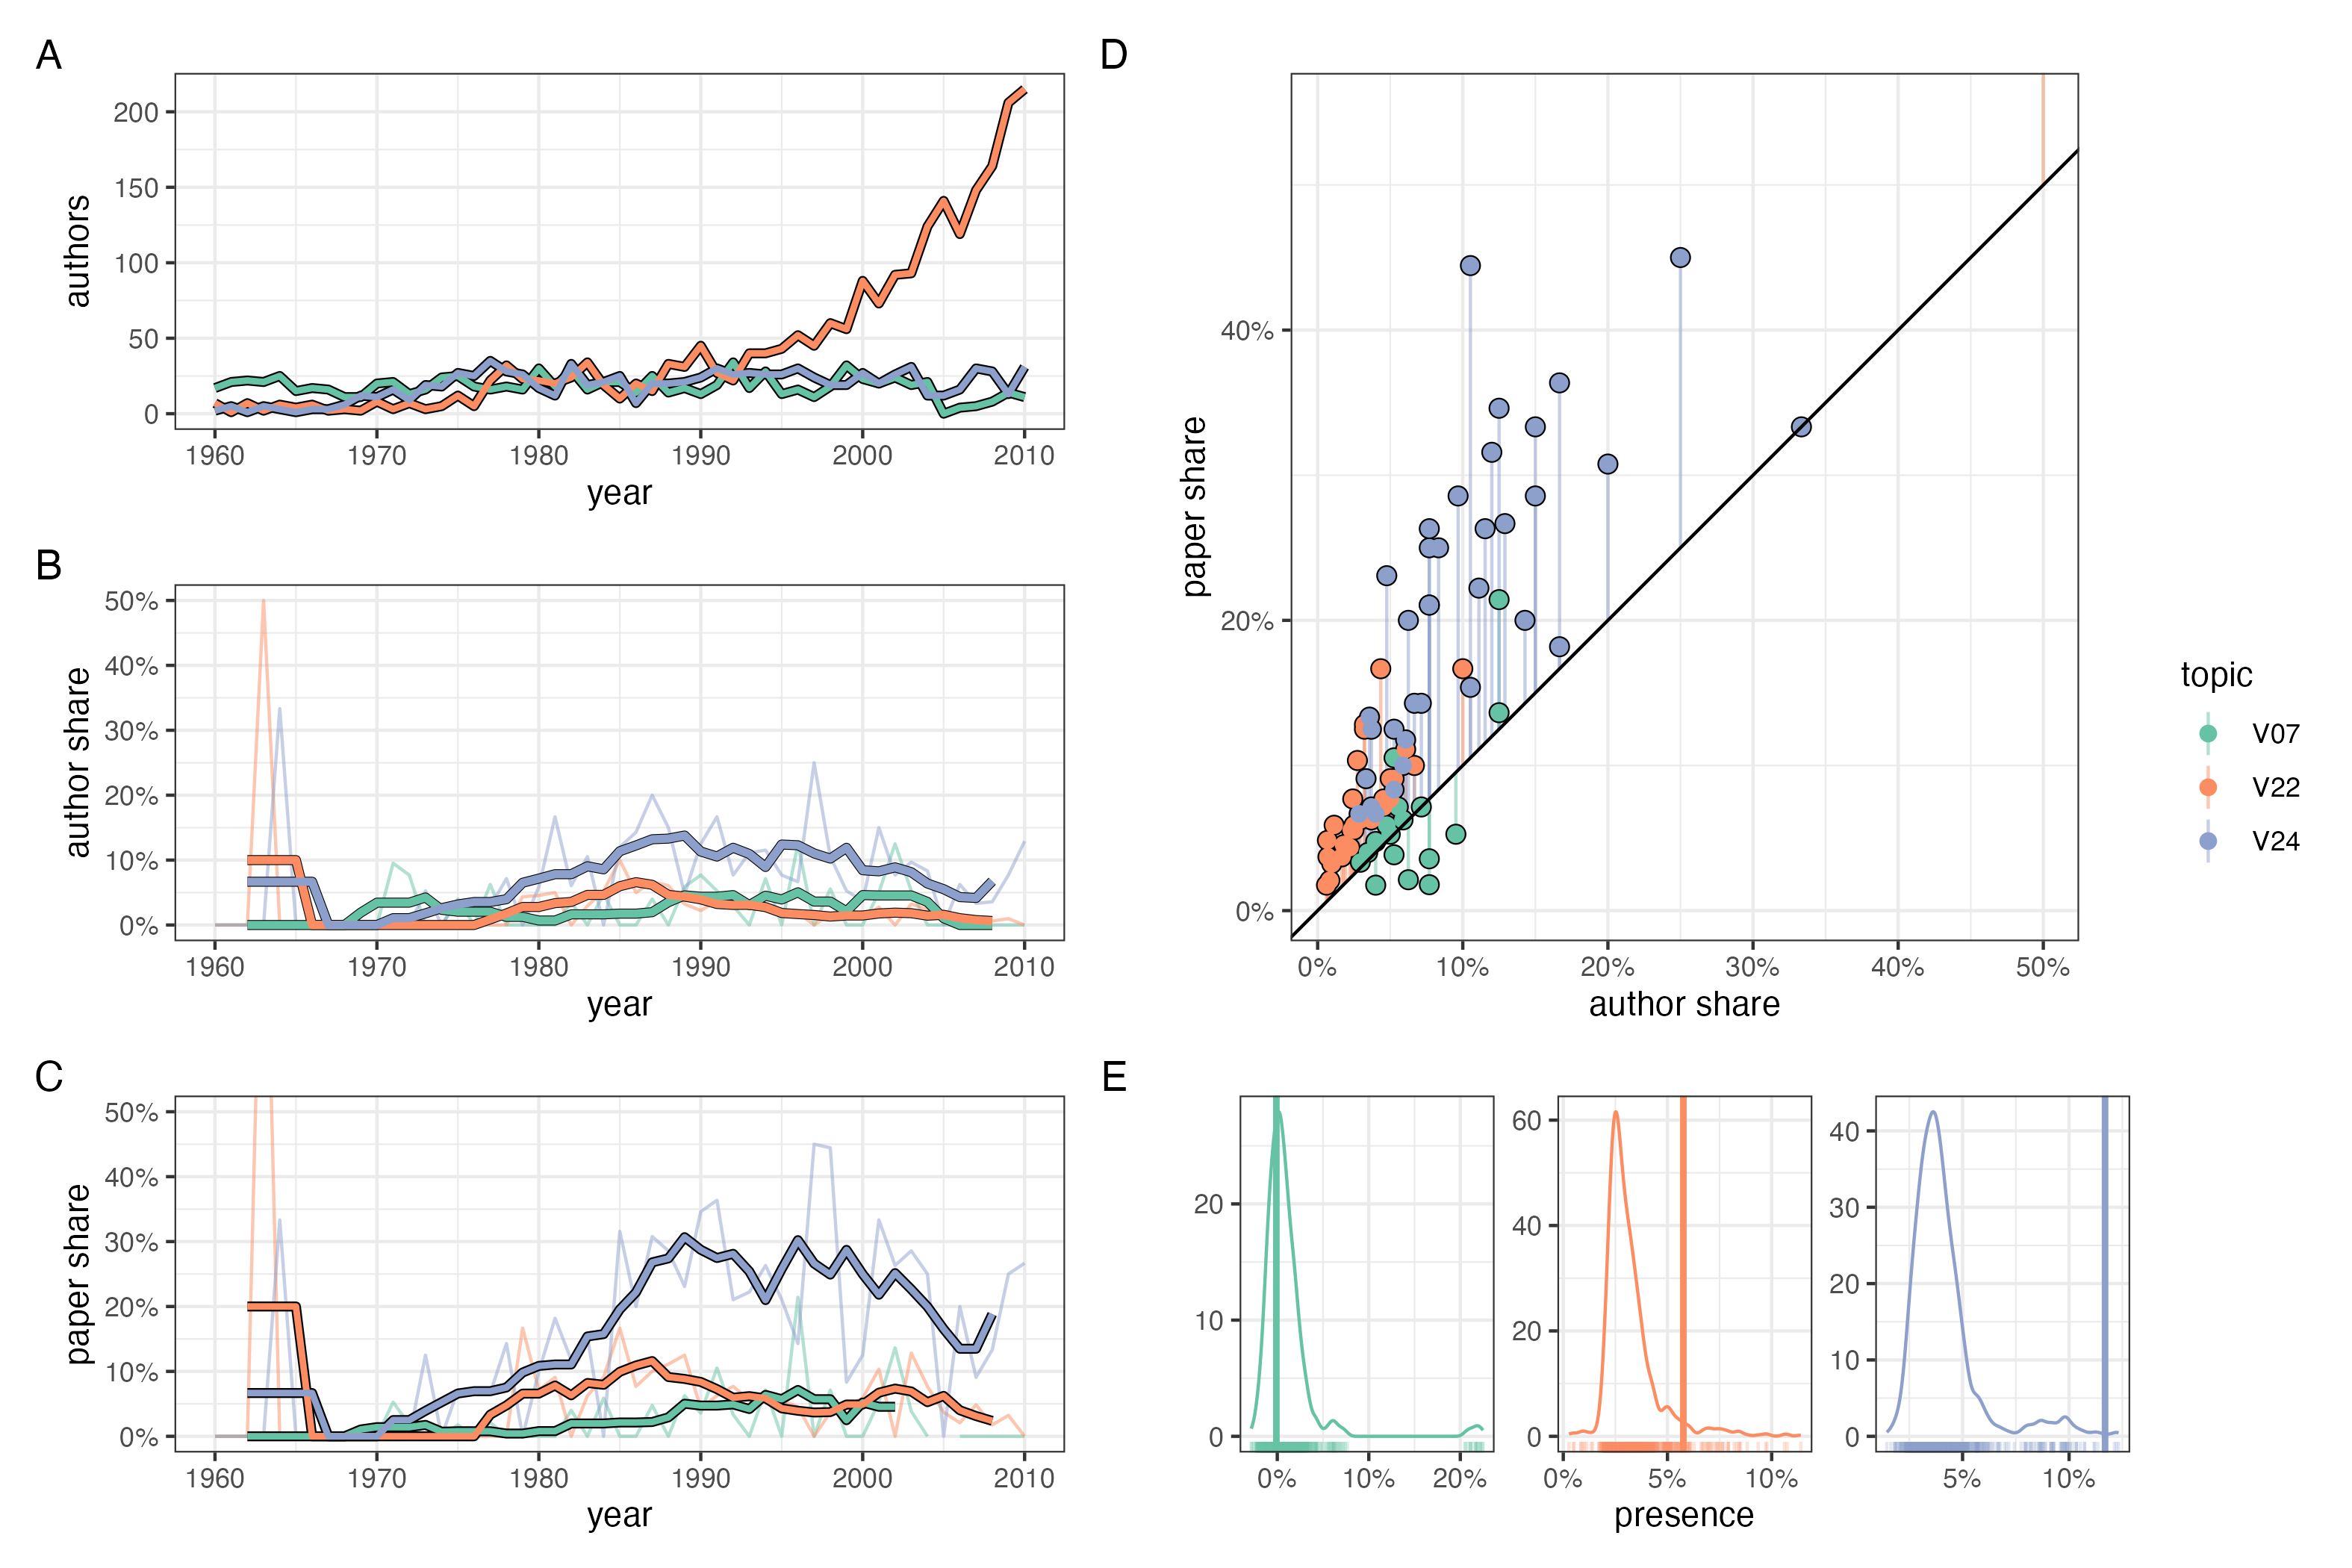 A
200
150
100
50
0
authors
1960 1970 1980 1990 2000 2010
year
B
50%
40%
30%
20%
10%
0%
author share
1960 1970 1980 1990 2000 2010
year
C
50%
40%
30%
20%
10%
0%
paper share
1960 1970 1980 1990 2000 2010
year
D
40%
20%
0%
paper share
0% 10% 20% 30% 40% 50%
author share
topic
V07
V22
V24
E
20
10
0
0% 10% 20%
60
40
20
0
0% 5% 10%
40
30
20
10
0
5% 10%
presence